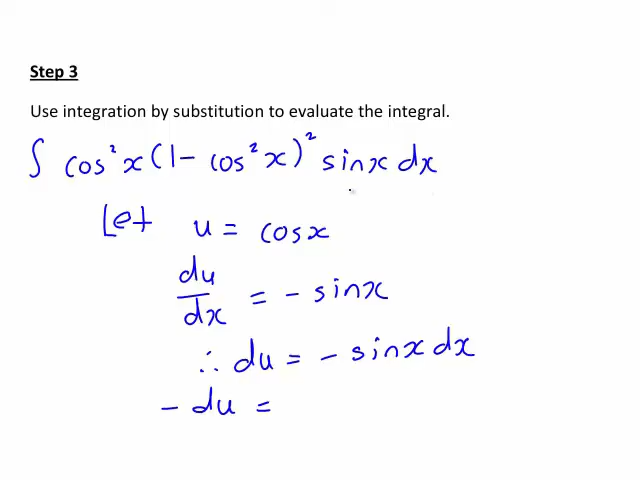 Step 3
Use integration by substitution to evaluate the integral.
∫ cos²x(1 - cos²x)² sinx dx
Let u = cosx
du/dx = - sinx
∴ du = - sinx dx
- du =